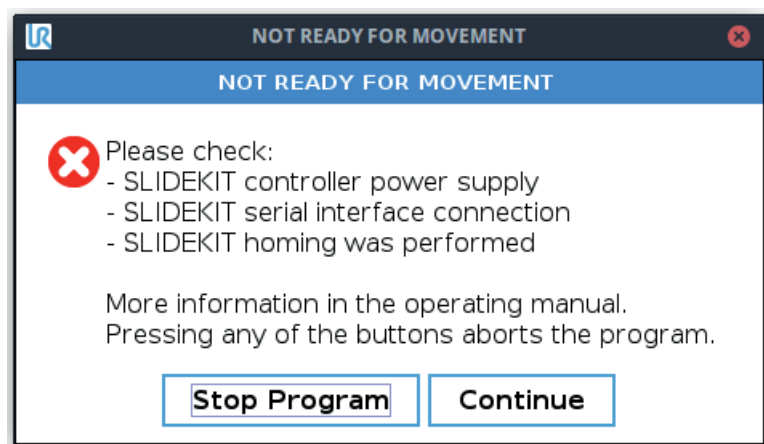 UR
NOT READY FOR MOVEMENT
NOT READY FOR MOVEMENT
Please check:
- SLIDEKIT controller power supply
- SLIDEKIT serial interface connection
- SLIDEKIT homing was performed
More information in the operating manual.
Pressing any of the buttons aborts the program.
Stop Program
Continue